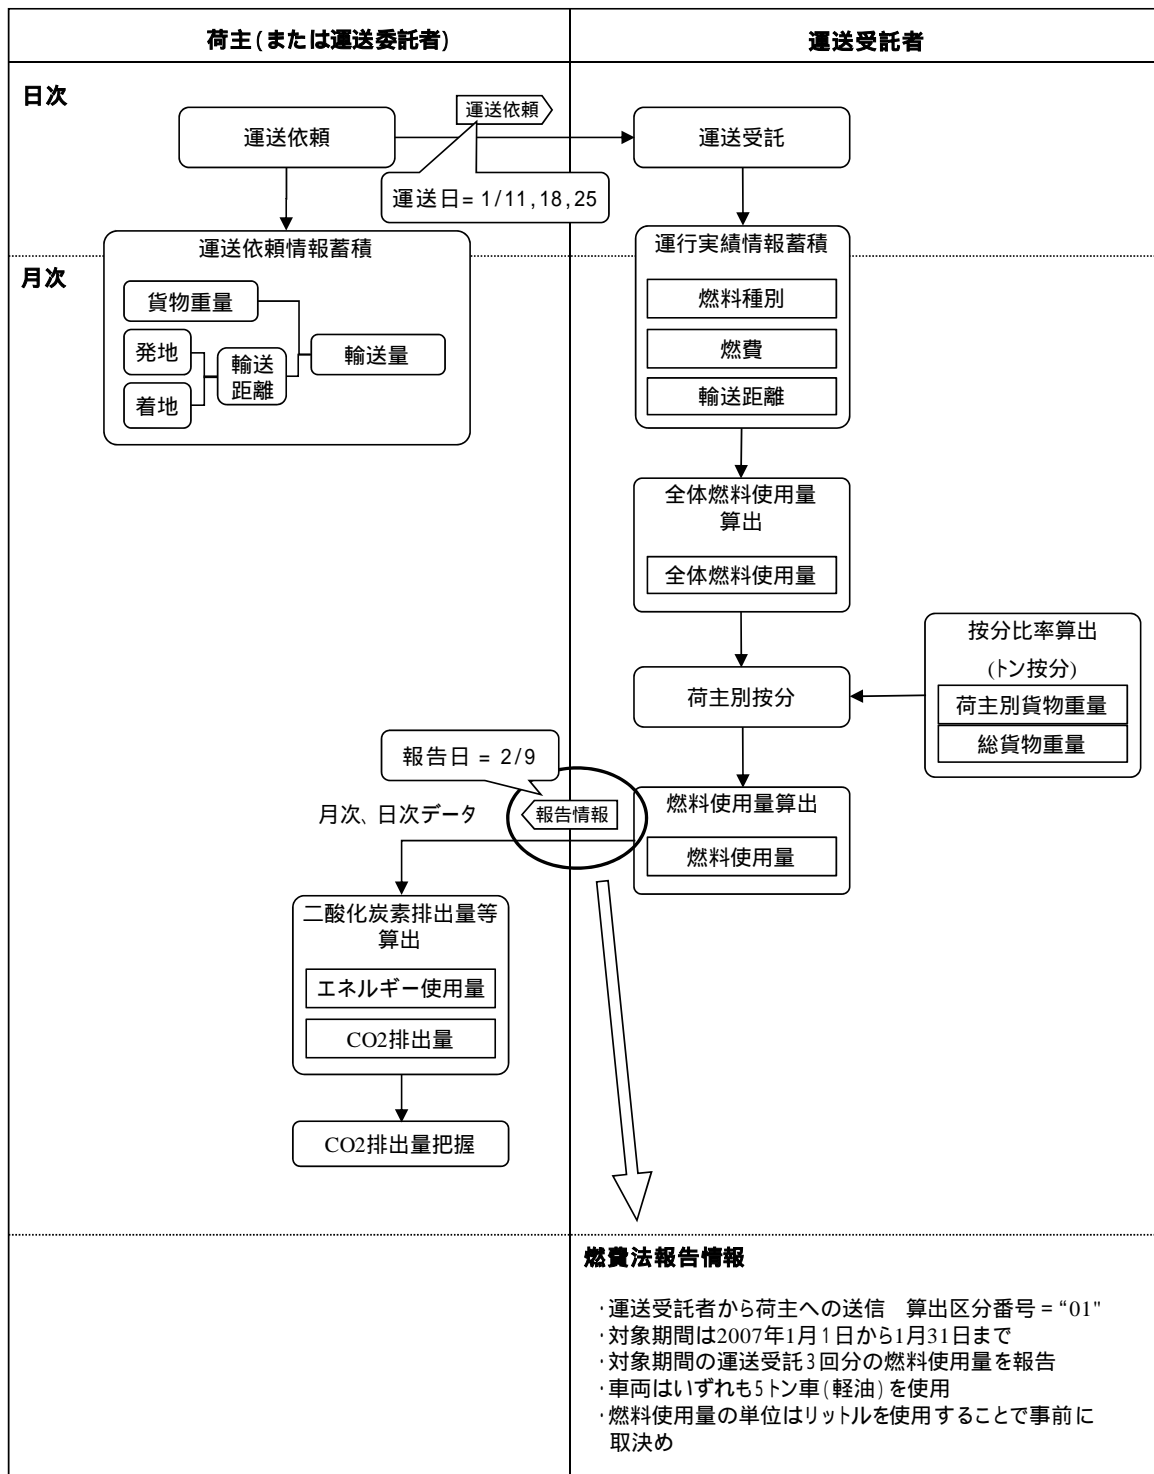 荷主(または運送委託者)
運送受託者
日次
運送依頼
運送依頼
運送受託
運送日= 1/11,18,25
運送依頼情報蓄積
運行実績情報蓄積
月次
貨物重量
発地
着地
輸送
距離
輸送量
燃料種別
燃費
輸送距離
全体燃料使用量
算出
全体燃料使用量
按分比率算出
(トン按分)
荷主別貨物重量
総貨物重量
荷主別按分
報告日 = 2/9
月次、日次データ
報告情報
燃料使用量算出
燃料使用量
二酸化炭素排出量等
算出
エネルギー使用量
CO2排出量
CO2排出量把握
燃費法報告情報
・運送受託者から荷主への送信　算出区分番号 = “01"
・対象期間は2007年1月1日から1月31日まで
・対象期間の運送受託3回分の燃料使用量を報告
・車両はいずれも5トン車(軽油)を使用
・燃料使用量の単位はリットルを使用することで事前に
取決め